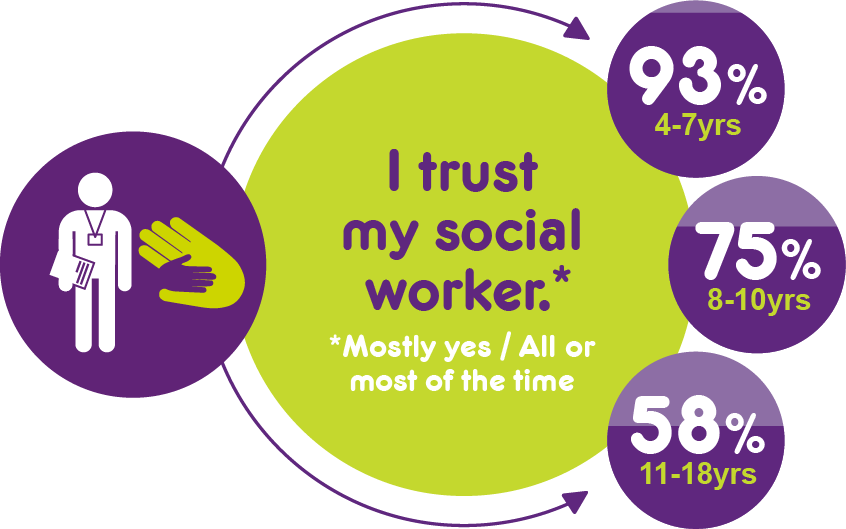 I trust
my social
worker.*
*Mostly yes / All or
most of the time
93%
4-7yrs
75%
8-10yrs
58%
11-18yrs